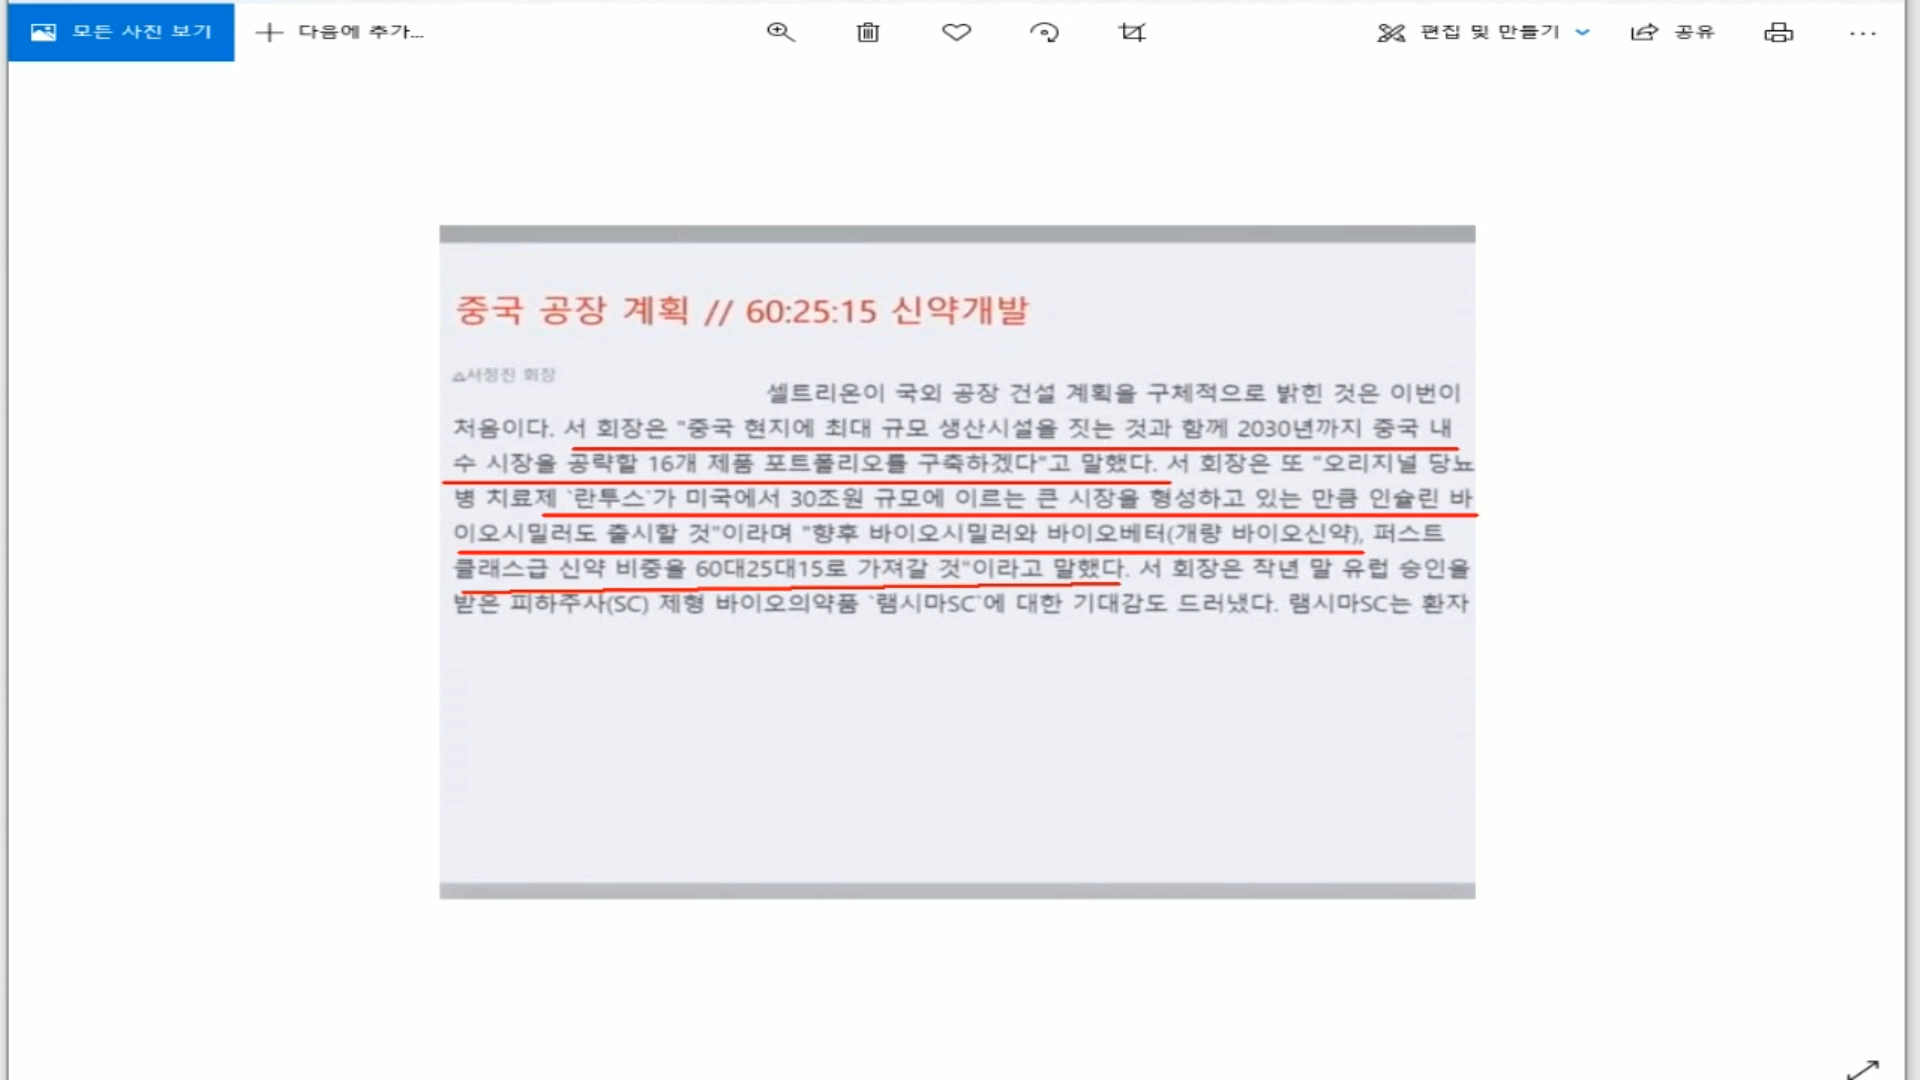 모든 사진 보기
다음에 추가...
편집 및 만들기
공유
중국 공장 계획 // 60:25:15 신약개발
△서정진 회장
셀트리온이 국외 공장 건설 계획을 구체적으로 밝힌 것은 이번이
처음이다. 서 회장은 "중국 현지에 최대 규모 생산시설을 짓는 것과 함께 2030년까지 중국 내
수 시장을 공략할 16개 제품 포트폴리오를 구축하겠다"고 말했다. 서 회장은 또 "오리지널 당뇨
병 치료제 `란투스`가 미국에서 30조원 규모에 이르는 큰 시장을 형성하고 있는 만큼 인슐린 바
이오시밀러도 출시할 것"이라며 "향후 바이오시밀러와 바이오베터(개량 바이오신약), 퍼스트
클래스급 신약 비중을 60대25대15로 가져갈 것"이라고 말했다. 서 회장은 작년 말 유럽 승인을
받은 피하주사(SC) 제형 바이오의약품 `램시마SC`에 대한 기대감도 드러냈다. 램시마SC는 환자